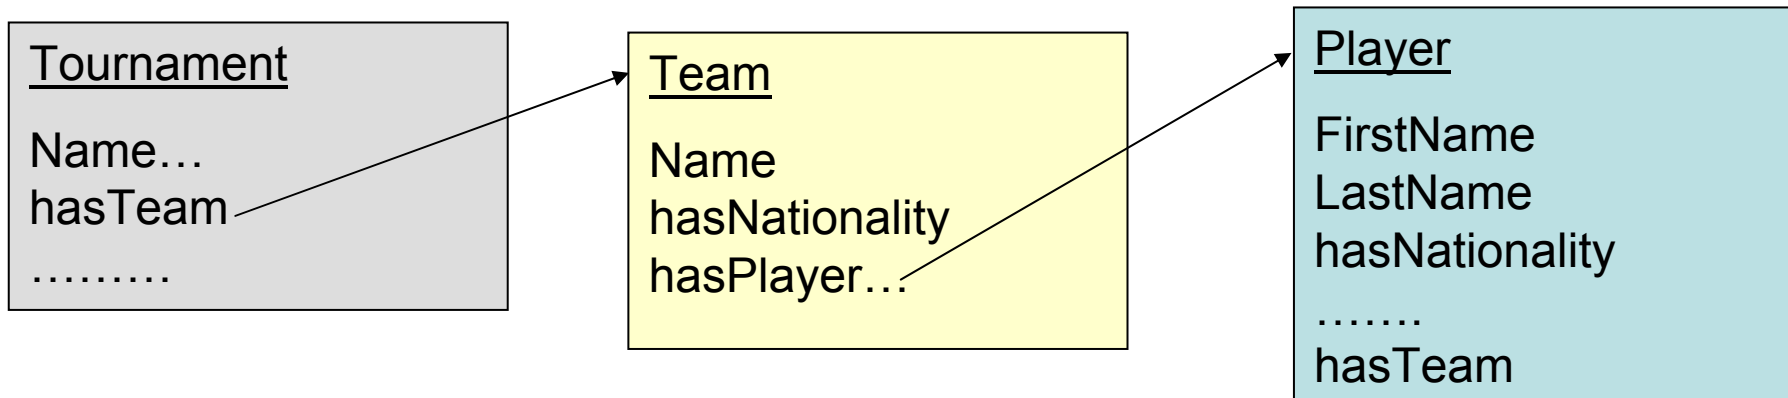 Tournament
Name…
hasTeam
………
Team
Name
hasNationality
hasPlayer…
Player
FirstName
LastName
hasNationality
…….
hasTeam